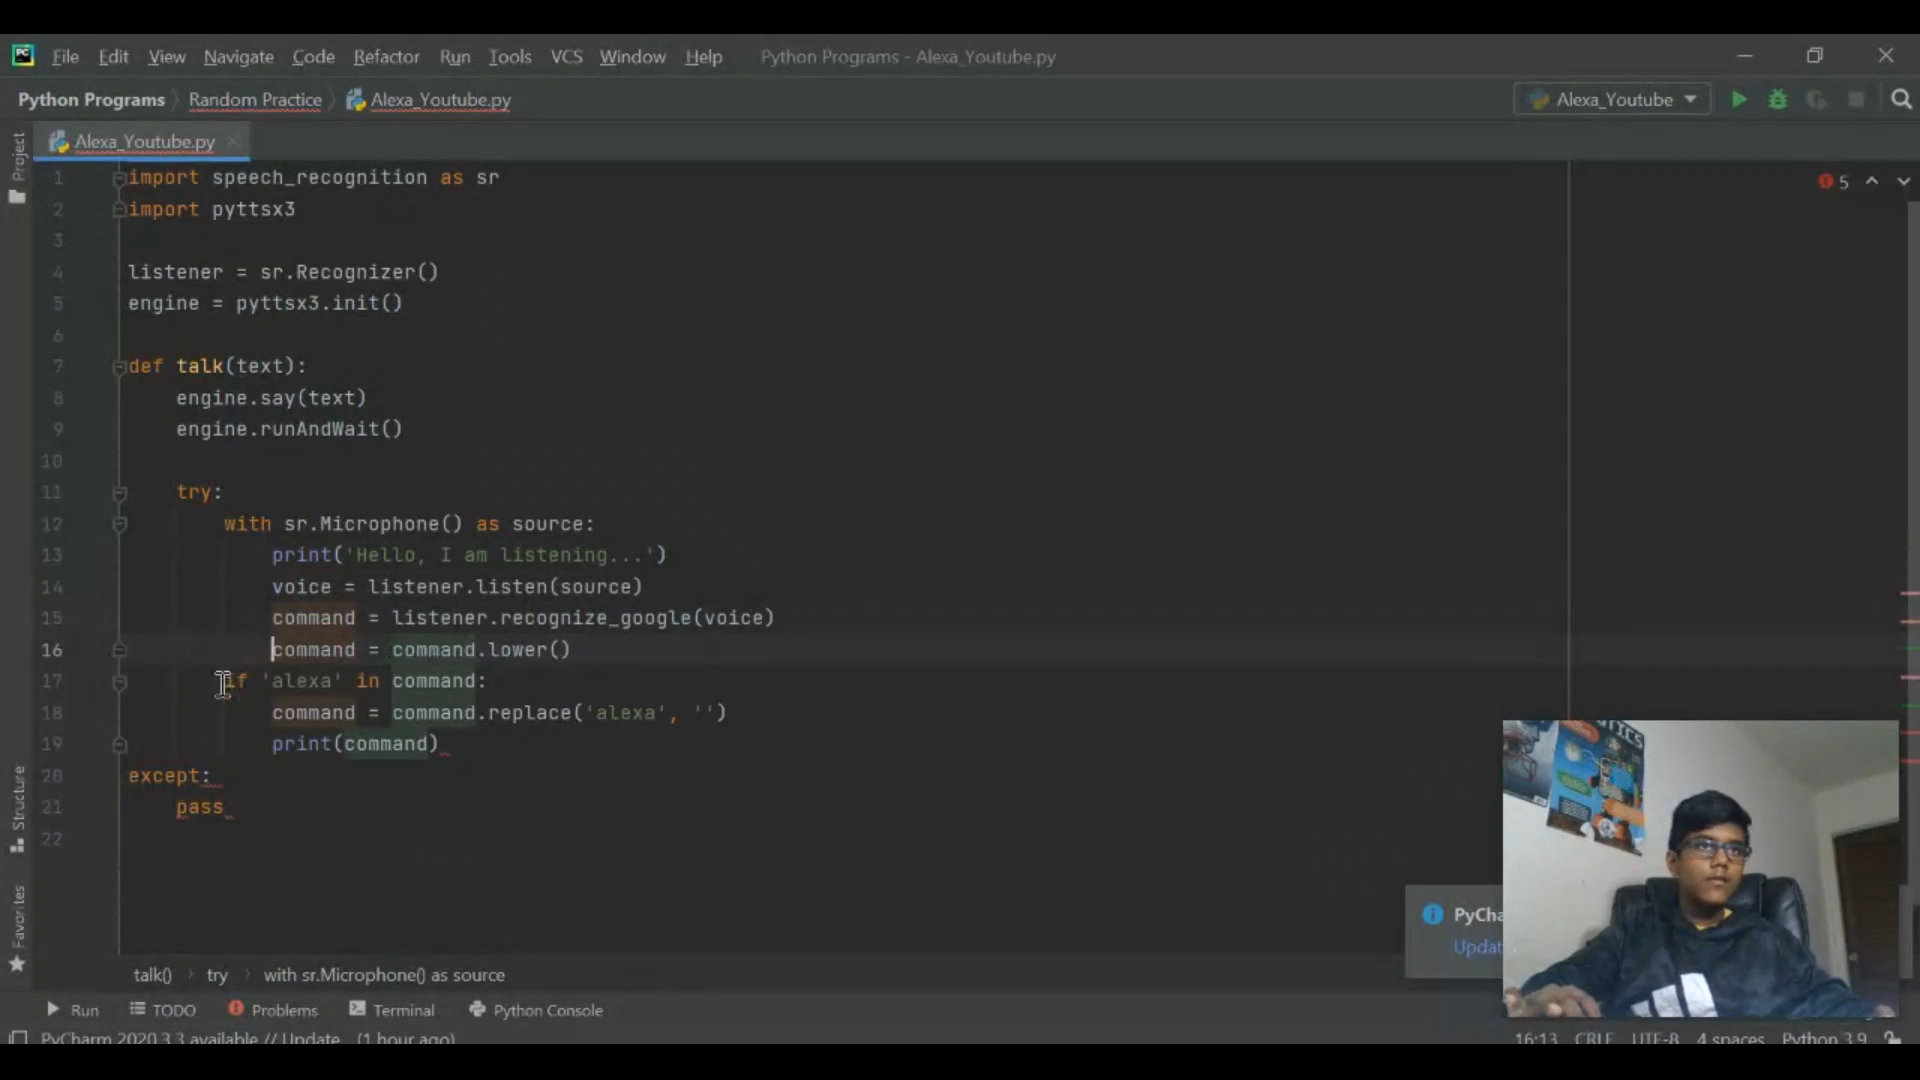 File Edit View Navigate Code Refactor Run Tools VCS Window Help Python Programs - Alexa_Youtube.py
Python Programs Random Practice Alexa_Youtube.py Alexa_Youtube
Alexa_Youtube.py
Project
5
1 import speech_recognition as sr
2 import pyttsx3
3
4 listener = sr.Recognizer()
5 engine = pyttsx3.init()
6
7 def talk(text):
8 engine.say(text)
9 engine.runAndWait()
10
11 try:
12 with sr.Microphone() as source:
13 print('Hello, I am listening...')
14 voice = listener.listen(source)
15 command = listener.recognize_google(voice)
16 command = command.lower()
17 if 'alexa' in command:
18 command = command.replace('alexa', '')
19 print(command)
20 except:
21 pass
22
Structure
Favorites
TICS
PyCha
Updat
talk() try with sr.Microphone() as source
Run TODO Problems Terminal Python Console
PyCharm 2020.3.3 available // Update (1 hour ago) 16:13 CRLF UTF-8 4 spaces Python 3.9